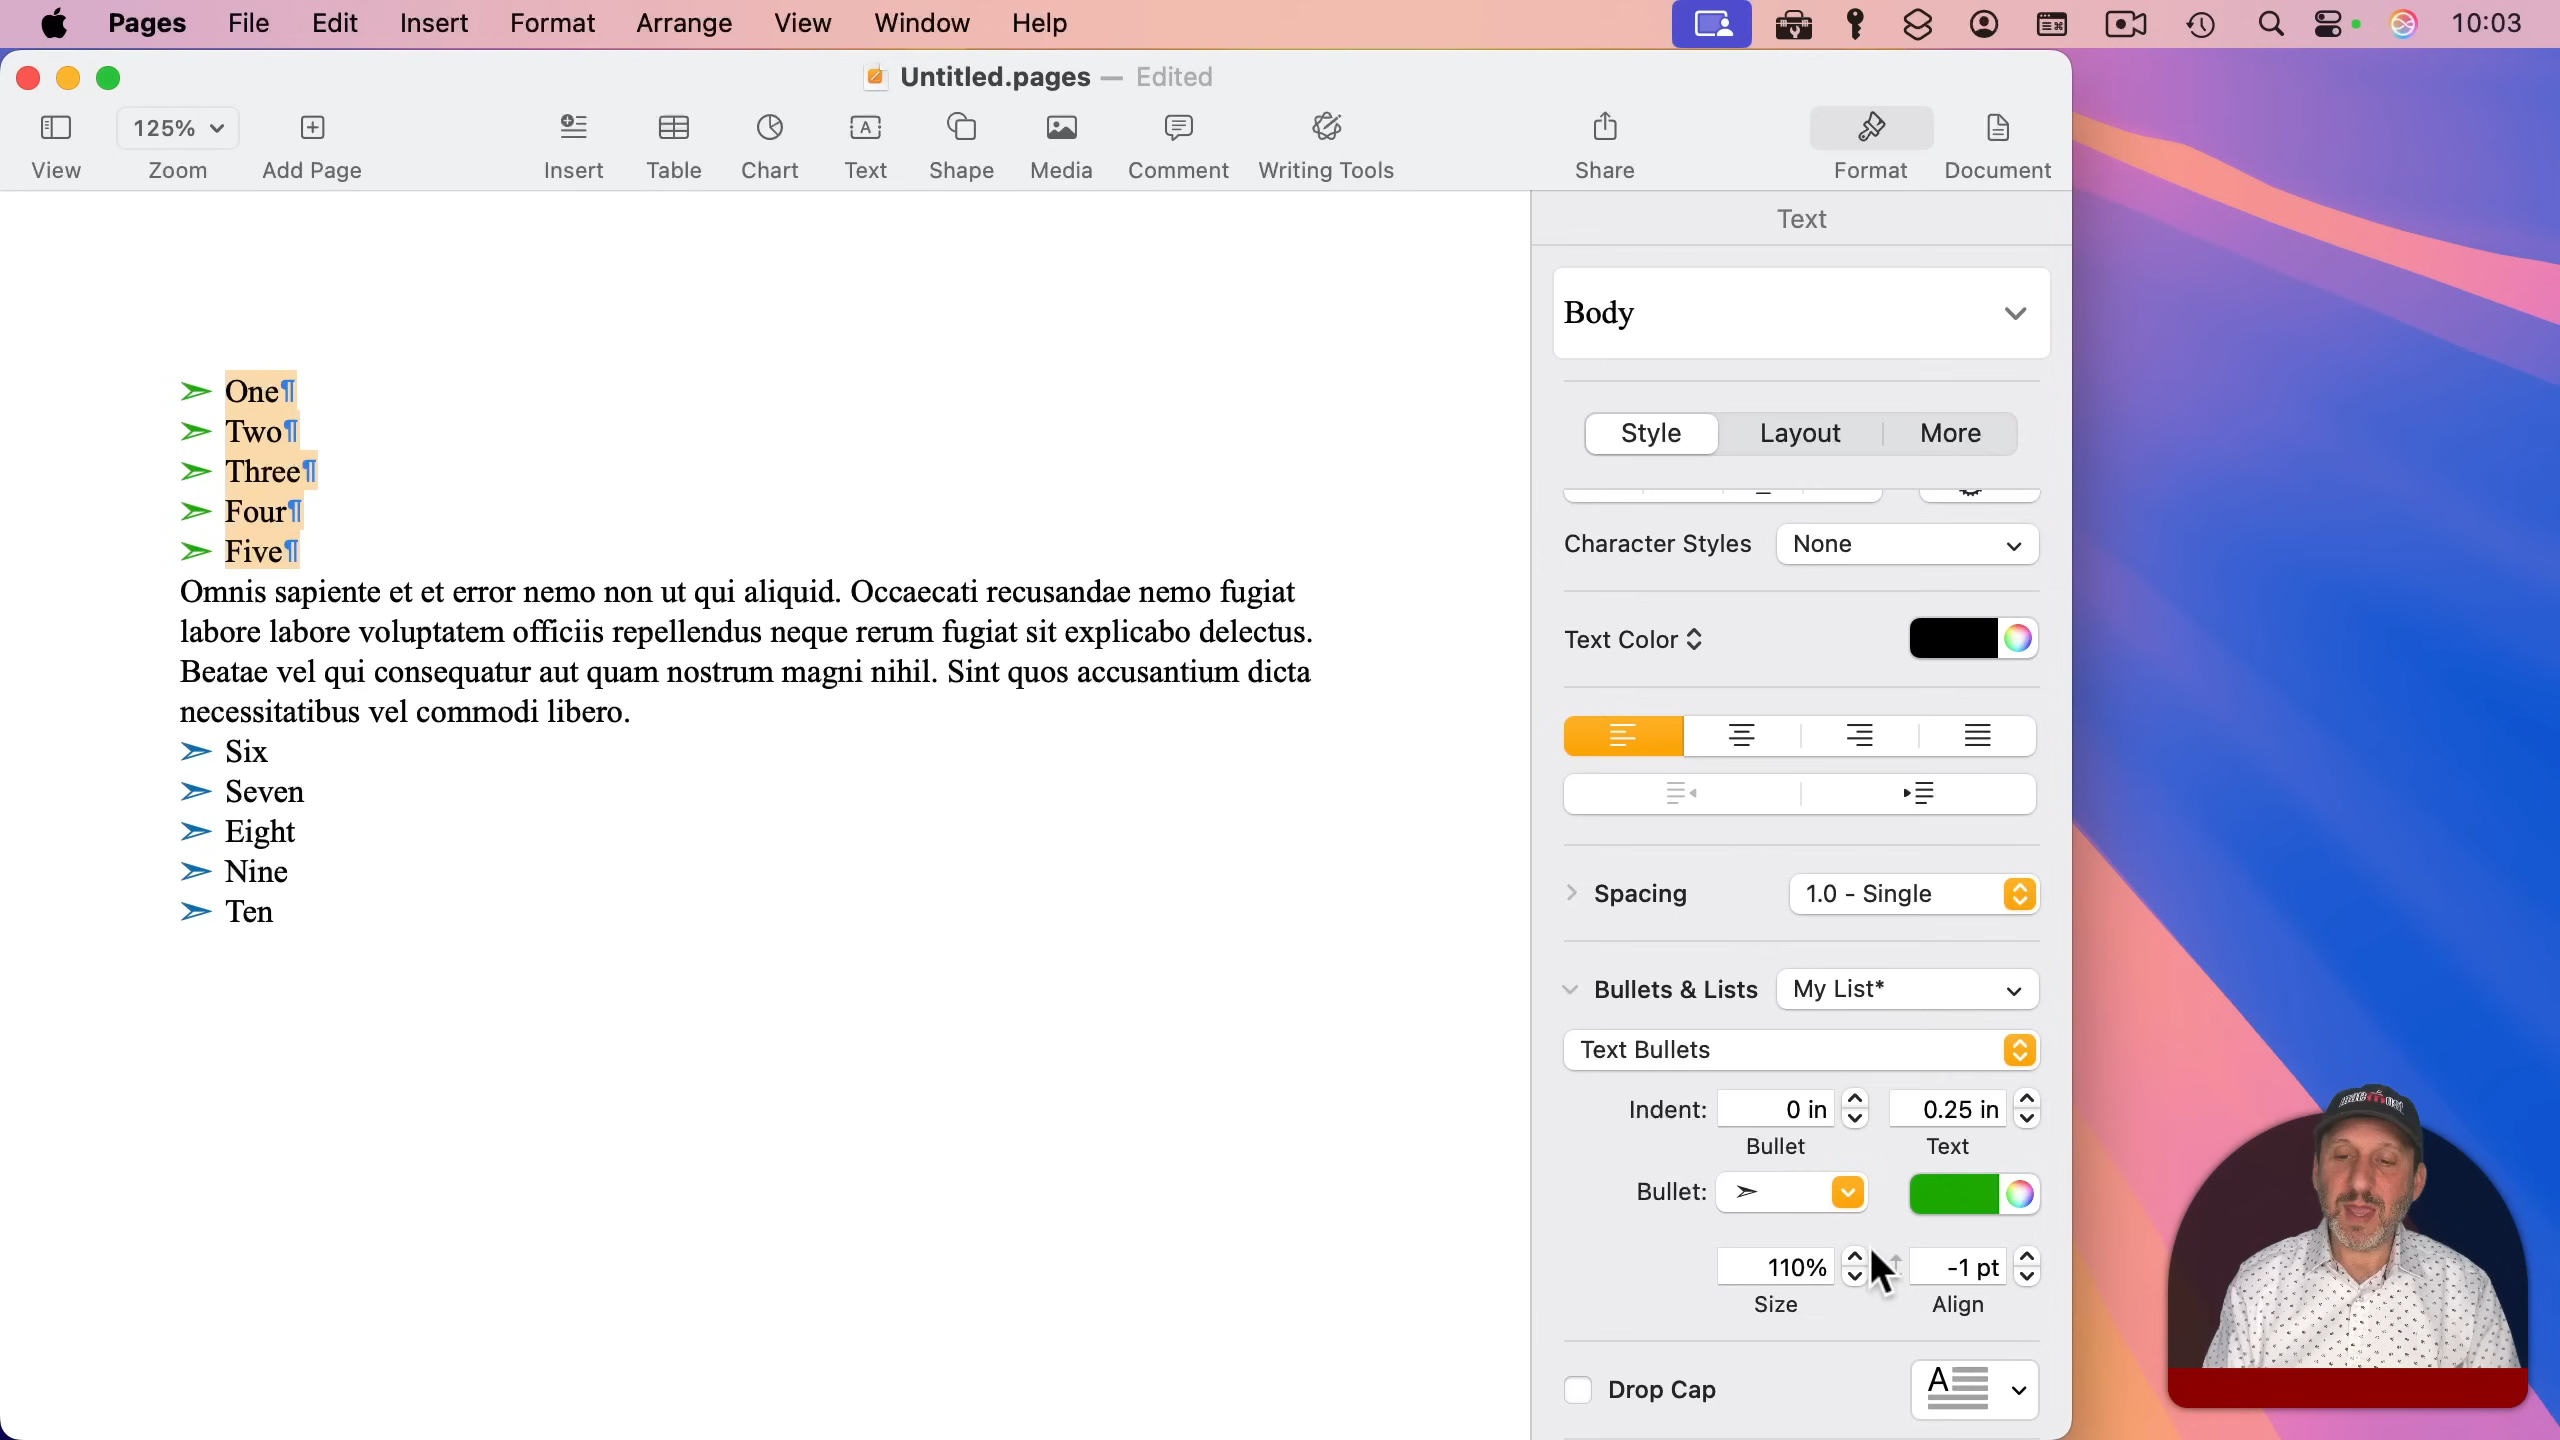 Pages File Edit Insert Format Arrange View Window Help 10:03
Untitled.pages — Edited
125%
View Zoom Add Page Insert Table Chart Text Shape Media Comment Writing Tools Share Format Document
Text
Body
Style Layout More
Character Styles None
Text Color
Spacing 1.0 - Single
Bullets & Lists My List*
Text Bullets
Indent: 0 in 0.25 in
Bullet Text
Bullet: ➢
110% -1 pt
Size Align
Drop Cap
➢ One¶
➢ Two¶
➢ Three¶
➢ Four¶
➢ Five¶
Omnis sapiente et et error nemo non ut qui aliquid. Occaecati recusandae nemo fugiat
labore labore voluptatem officiis repellendus neque rerum fugiat sit explicabo delectus.
Beatae vel qui consequatur aut quam nostrum magni nihil. Sint quos accusantium dicta
necessitatibus vel commodi libero.
➢ Six
➢ Seven
➢ Eight
➢ Nine
➢ Ten